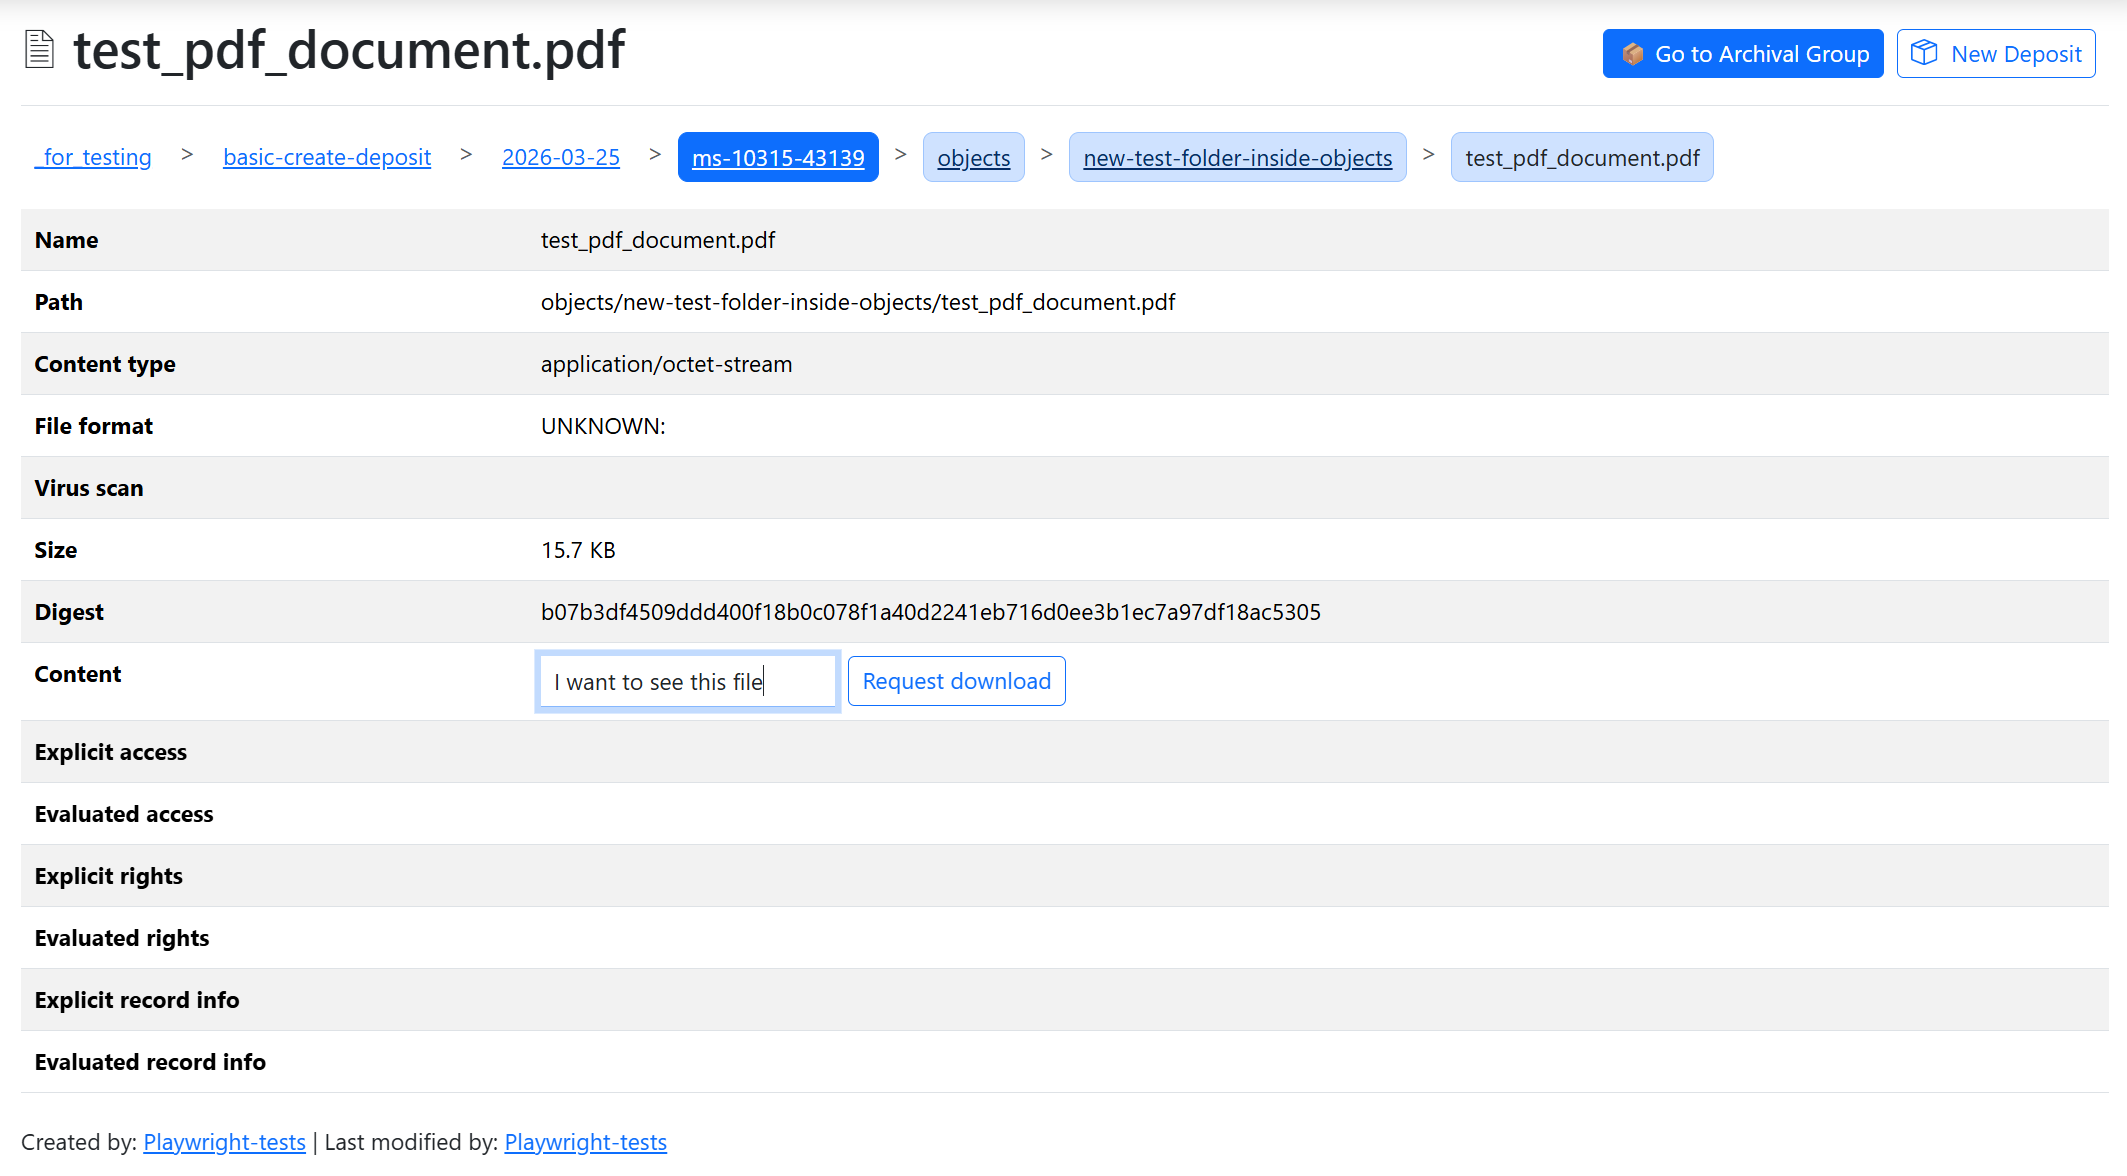 test_pdf_document.pdf
Go to Archival Group
New Deposit
_for_testing > basic-create-deposit > 2026-03-25 > ms-10315-43139 > objects > new-test-folder-inside-objects > test_pdf_document.pdf
Name test_pdf_document.pdf
Path objects/new-test-folder-inside-objects/test_pdf_document.pdf
Content type application/octet-stream
File format UNKNOWN:
Virus scan
Size 15.7 KB
Digest b07b3df4509ddd400f18b0c078f1a40d2241eb716d0ee3b1ec7a97df18ac5305
Content I want to see this file Request download
Explicit access
Evaluated access
Explicit rights
Evaluated rights
Explicit record info
Evaluated record info
Created by: Playwright-tests | Last modified by: Playwright-tests